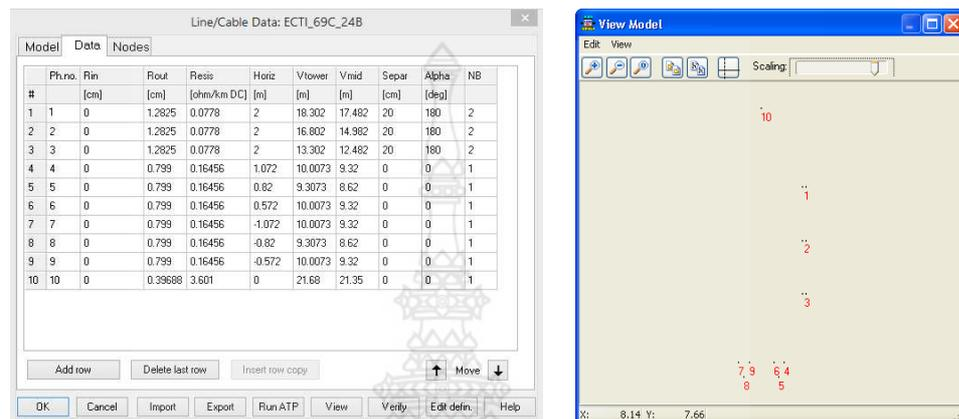 Line/Cable Data: ECTI_69C_24B
Model Data Nodes
Ph.no. Rin Rout Resis Horiz Vtower Vmid Separ Alpha NB
# [cm] [cm] [ohm/km DC] [m] [m] [m] [cm] [deg]
1 1 0 1.2825 0.0778 2 18.302 17.482 20 180 2
2 2 0 1.2825 0.0778 2 16.802 14.982 20 180 2
3 3 0 1.2825 0.0778 2 13.302 12.482 20 180 2
4 4 0 0.799 0.16456 1.072 10.0073 9.32 0 0 1
5 5 0 0.799 0.16456 0.82 9.3073 8.62 0 0 1
6 6 0 0.799 0.16456 0.572 10.0073 9.32 0 0 1
7 7 0 0.799 0.16456 -1.072 10.0073 9.32 0 0 1
8 8 0 0.799 0.16456 -0.82 9.3073 8.62 0 0 1
9 9 0 0.799 0.16456 -0.572 10.0073 9.32 0 0 1
10 10 0 0.39688 3.601 0 21.68 21.35 0 0 1
Add row Delete last row Insert row copy Move
OK Cancel Import Export Run ATP View Verify Edit defin. Help
View Model
Edit View
Scaling:
10
1
2
3
7 9 6 4
8 5
X: 8.14 Y: 7.66